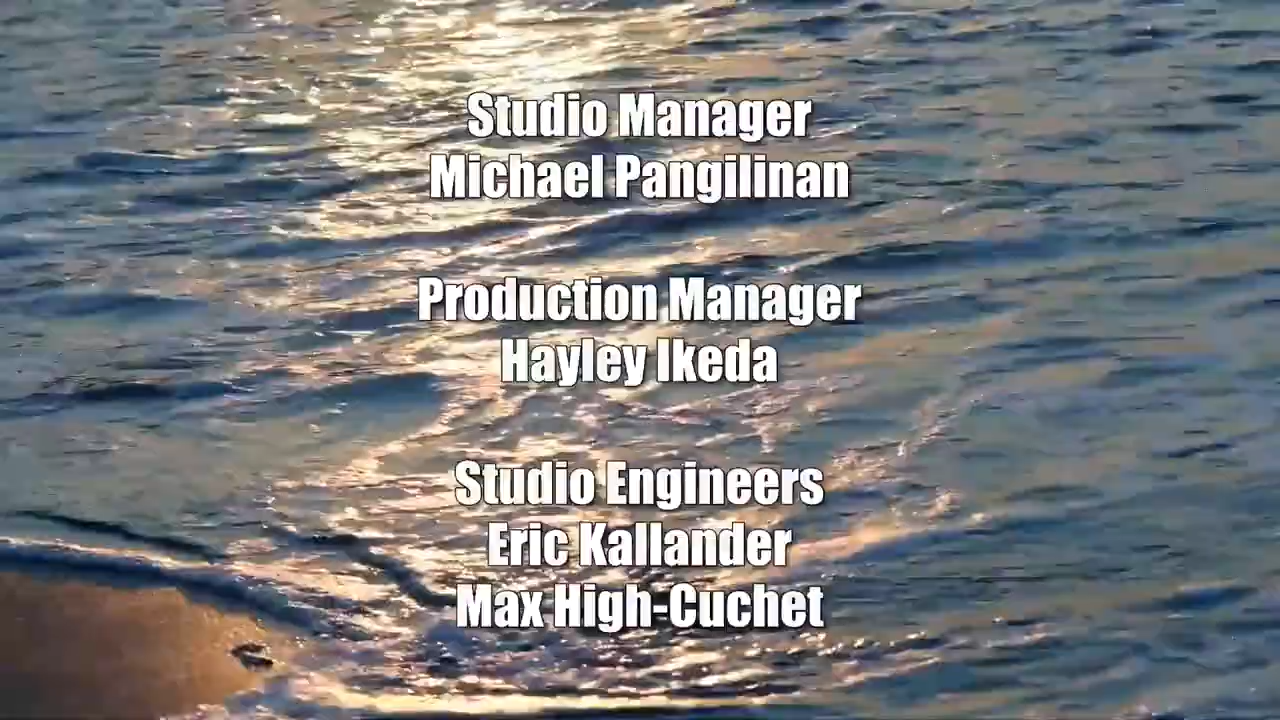 Studio Manager
Michael Pangilinan
Production Manager
Hayley Ikeda
Studio Engineers
Eric Kallander
Max High-Cuchet